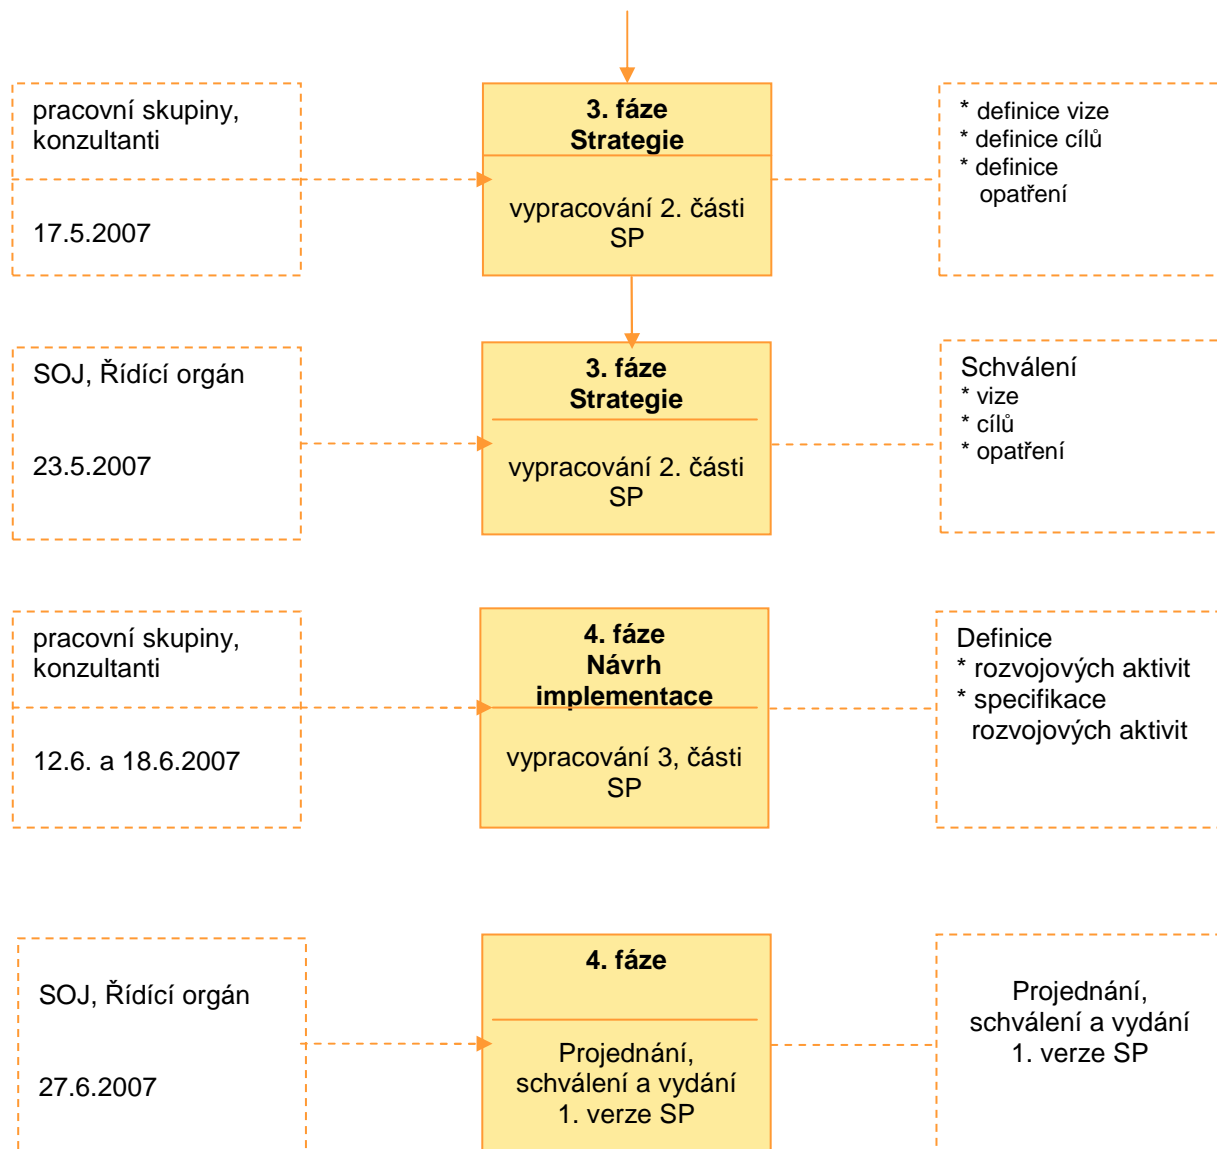 pracovní skupiny,
konzultanti
17.5.2007
3. fáze
Strategie
vypracování 2. části
SP
* definice vize
* definice cílů
* definice
opatření
SOJ, Řídící orgán
23.5.2007
3. fáze
Strategie
vypracování 2. části
SP
Schválení
* vize
* cílů
* opatření
pracovní skupiny,
konzultanti
12.6. a 18.6.2007
4. fáze
Návrh
implementace
vypracování 3, části
SP
Definice
* rozvojových aktivit
* specifikace
rozvojových aktivit
SOJ, Řídící orgán
27.6.2007
4. fáze
Projednání,
schválení a vydání
1. verze SP
Projednání,
schválení a vydání
1. verze SP